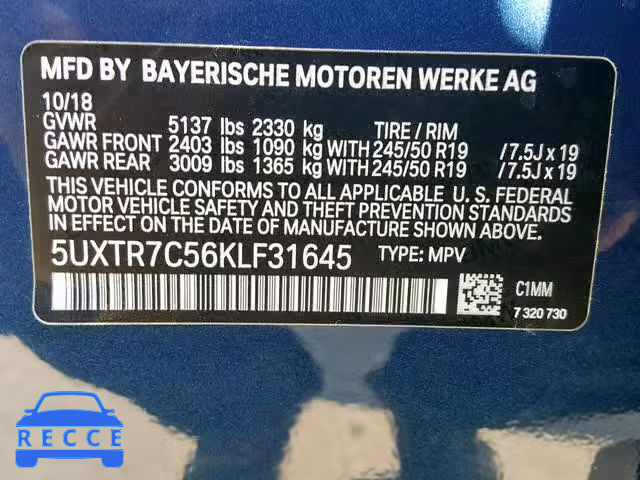 MFD BY BAYERISCHE MOTOREN WERKE AG
10/18
GVWR 5137 lbs 2330 kg TIRE / RIM
GAWR FRONT 2403 lbs 1090 kg WITH 245/50 R19 /7.5J x 19
GAWR REAR 3009 lbs 1365 kg WITH 245/50 R19 /7.5J x 19
THIS VEHICLE CONFORMS TO ALL APPLICABLE U. S. FEDERAL
MOTOR VEHICLE SAFETY AND THEFT PREVENTION STANDARDS
IN EFFECT ON THE DATE OF MANUFACTURE SHOWN ABOVE
5UXTR7C56KLF31645 TYPE: MPV
C1MM
7 320 730
RECCE